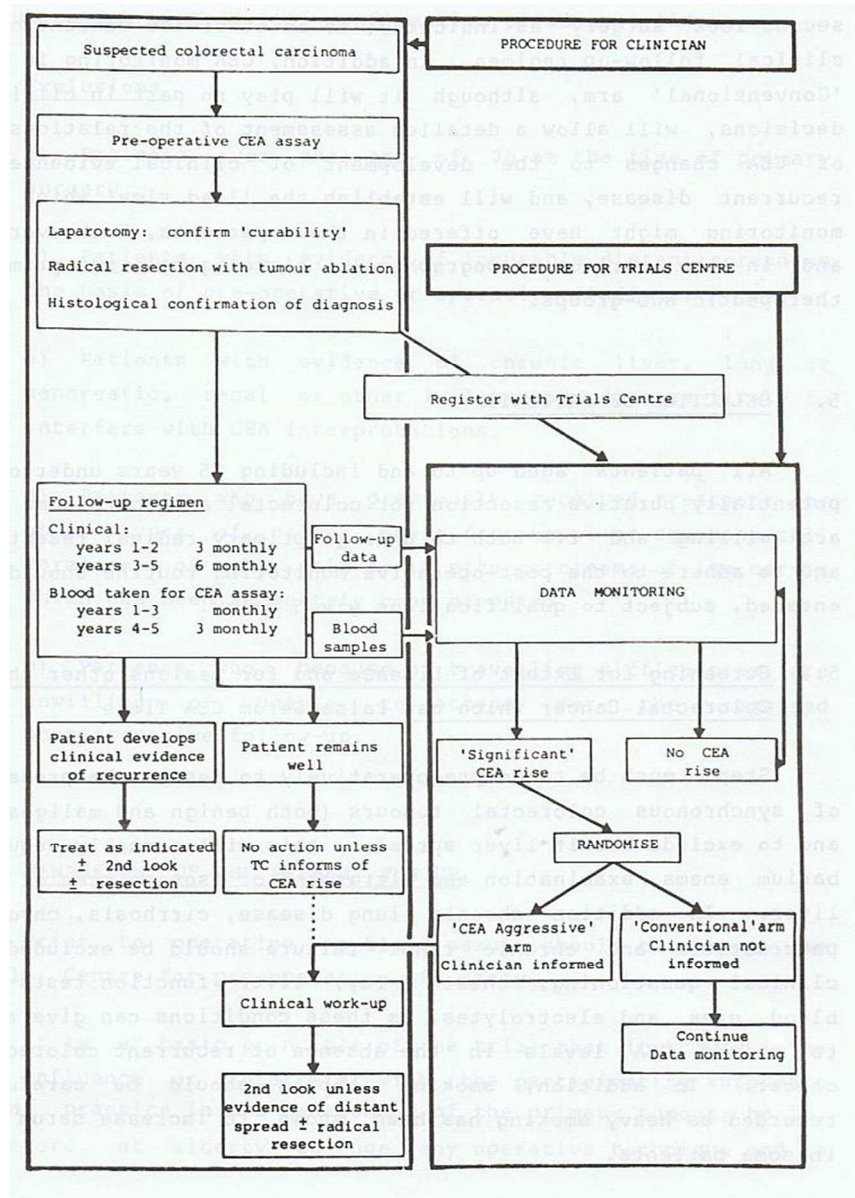 Suspected colorectal carcinoma
PROCEDURE FOR CLINICIAN
Pre-operative CEA assay
Laparotomy: confirm 'curability'
Radical resection with tumour ablation
Histological confirmation of diagnosis
PROCEDURE FOR TRIALS CENTRE
Register with Trials Centre
Follow-up regimen
Clinical:
years 1-2 3 monthly
years 3-5 6 monthly
Blood taken for CEA assay:
years 1-3 monthly
years 4-5 3 monthly
Follow-up
data
Blood
samples
DATA MONITORING
Patient develops
clinical evidence
of recurrence
Patient remains
well
'Significant'
CEA rise
No CEA
rise
Treat as indicated
± 2nd look
± resection
No action unless
TC informs of
CEA rise
RANDOMISE
'CEA Aggressive'
arm
Clinician informed
'Conventional' arm
Clinician not
informed
Clinical work-up
Continue
Data monitoring
2nd look unless
evidence of distant
spread ± radical
resection